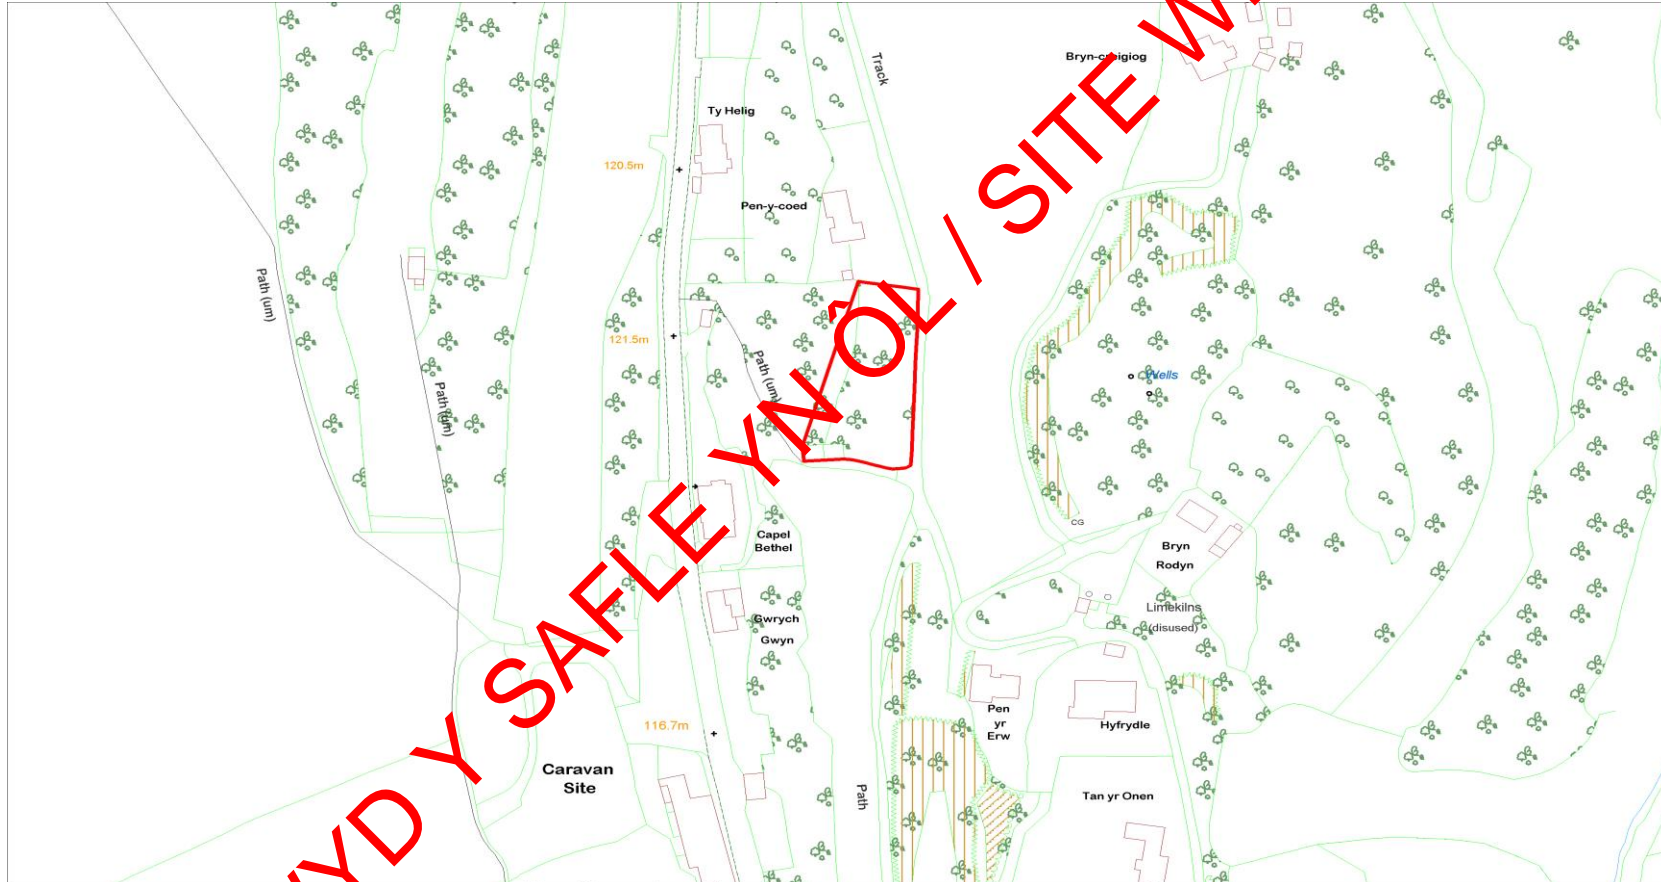 Track
Bryn-creigiog
Ty Helig
120.5m
Pen-y-coed
Path (um)
121.5m
Path (um)
Wells
Path (um)
CG
Capel
Bethel
Bryn
Rodyn
Limekilns
(disused)
Gwrych
Gwyn
Pen
yr
Erw
116.7m
Hyfrydle
Caravan
Site
Path
Tan yr Onen
YD Y SAFLE YN ÔL / SITE W